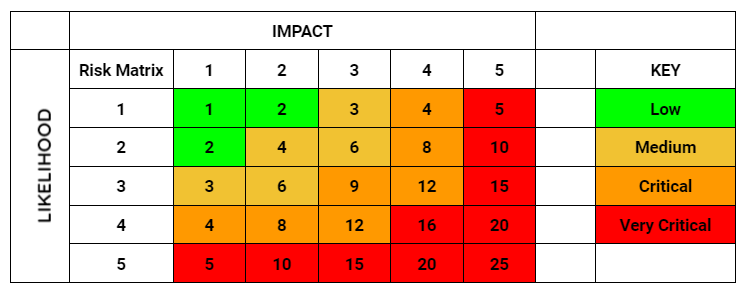 IMPACT
Risk Matrix 1 2 3 4 5 KEY
LIKELIHOOD
1 1 2 3 4 5 Low
2 2 4 6 8 10 Medium
3 3 6 9 12 15 Critical
4 4 8 12 16 20 Very Critical
5 5 10 15 20 25